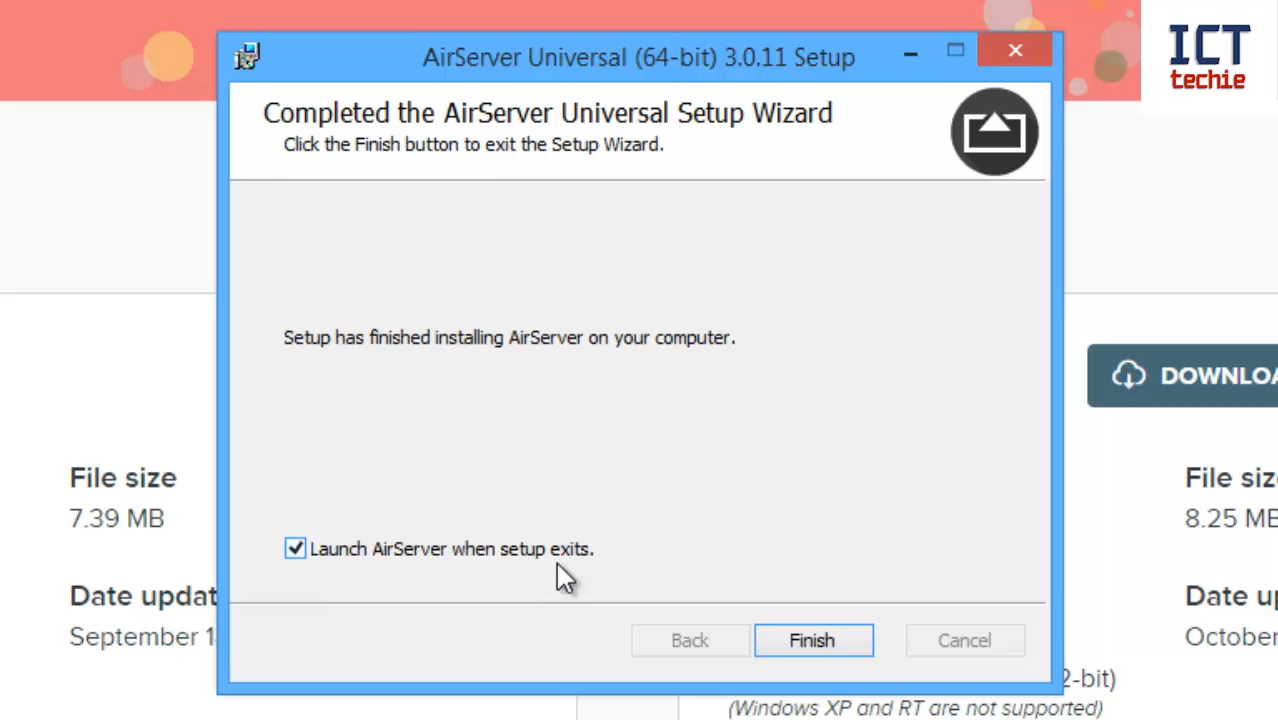 ICT
techie
AirServer Universal (64-bit) 3.0.11 Setup
Completed the AirServer Universal Setup Wizard
Click the Finish button to exit the Setup Wizard.
Setup has finished installing AirServer on your computer.
DOWNLOA
File size
7.39 MB
File siz
8.25 MB
Launch AirServer when setup exits.
Date updat
September 1
Date up
October
Back
Finish
Cancel
2-bit)
(Windows XP and RT are not supported)